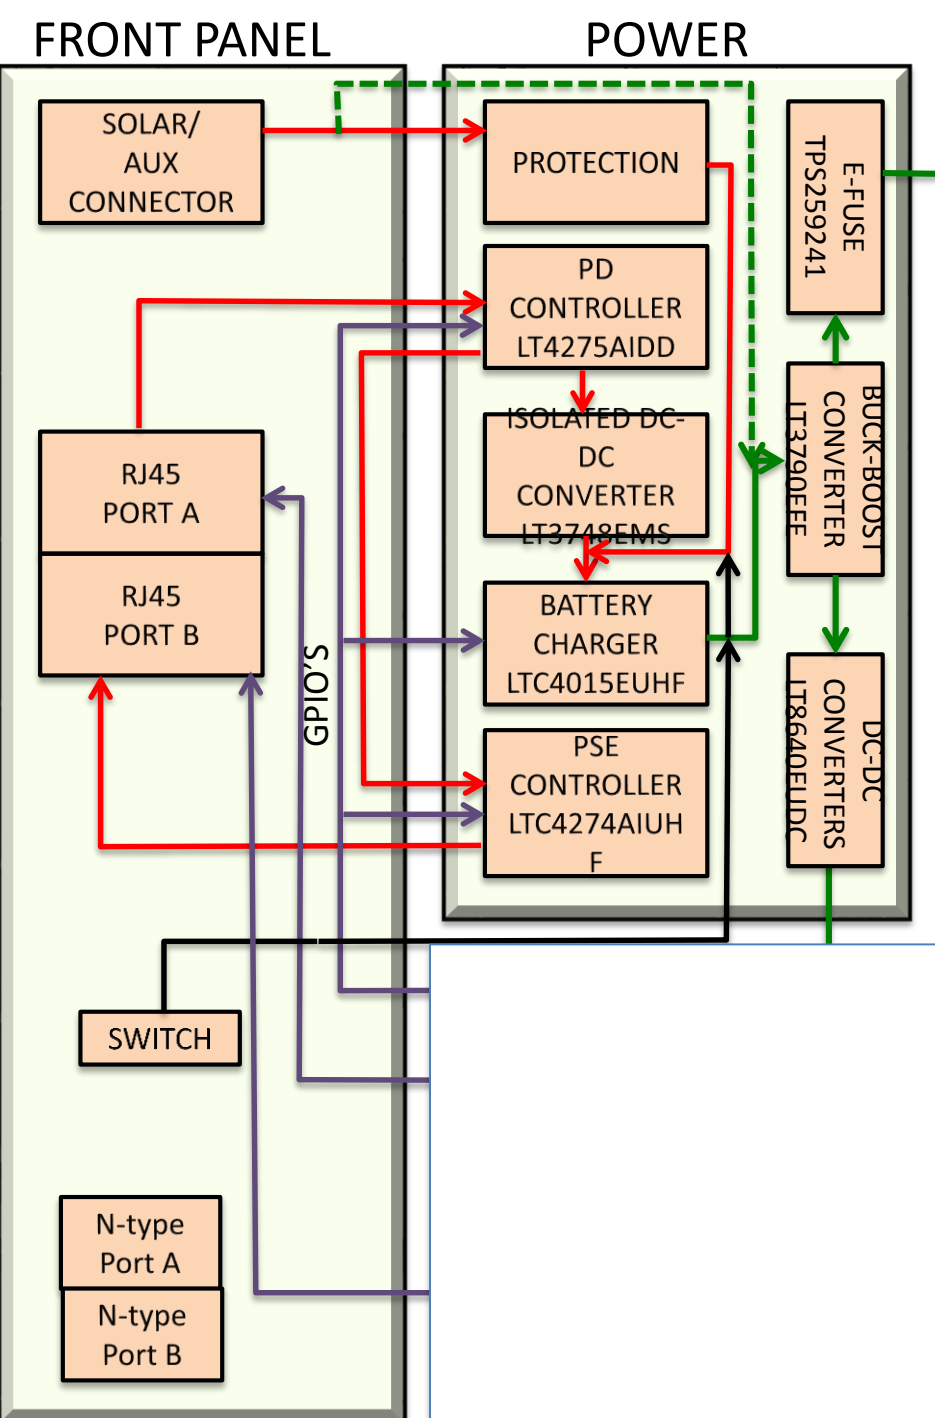 FRONT PANEL
POWER
SOLAR/
AUX
CONNECTOR
PROTECTION
E-FUSE
TPS259241
PD
CONTROLLER
LT4275AIDD
ISOLATED DC-
DC
CONVERTER
LT3748EMS
BUCK-BOOST
CONVERTER
LT3790EFE
RJ45
PORT A
RJ45
PORT B
GPIO'S
BATTERY
CHARGER
LTC4015EUHF
PSE
CONTROLLER
LTC4274AIUH
F
DC-DC
CONVERTERS
LT8640EUDC
SWITCH
N-type
Port A
N-type
Port B